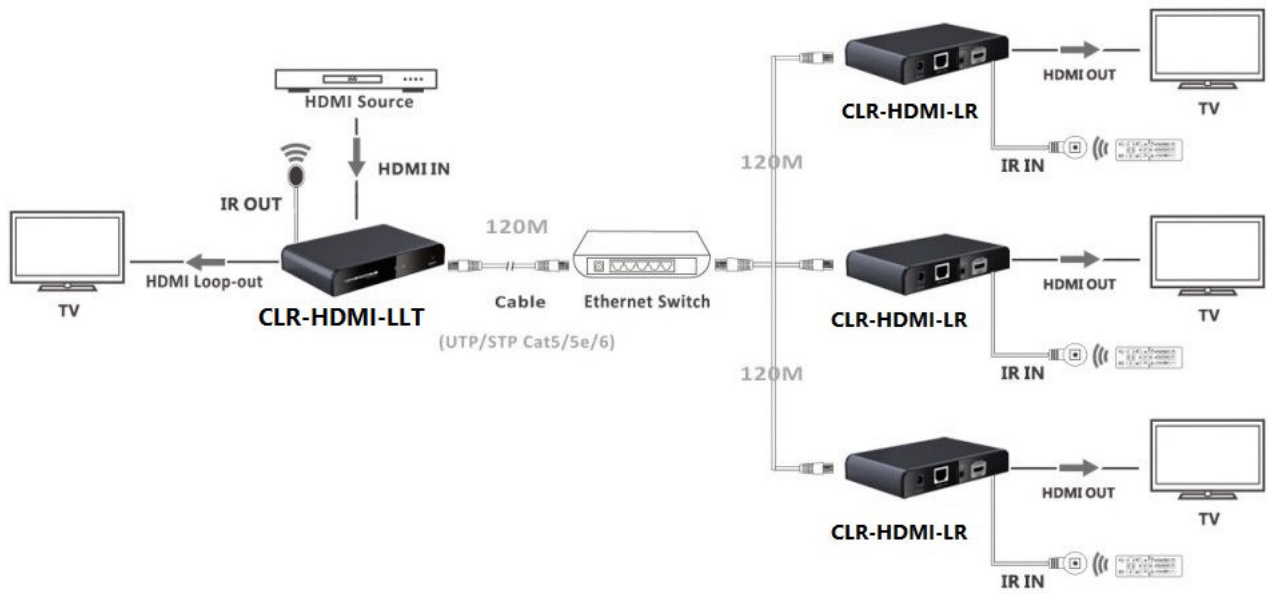 HDMI Source
HDMI IN
IR OUT
TV
HDMI Loop-out
CLR-HDMI-LLT
120M
Cable
(UTP/STP Cat5/5e/6)
Ethernet Switch
120M
120M
CLR-HDMI-LR
HDMI OUT
TV
IR IN
CLR-HDMI-LR
HDMI OUT
TV
IR IN
CLR-HDMI-LR
HDMI OUT
TV
IR IN